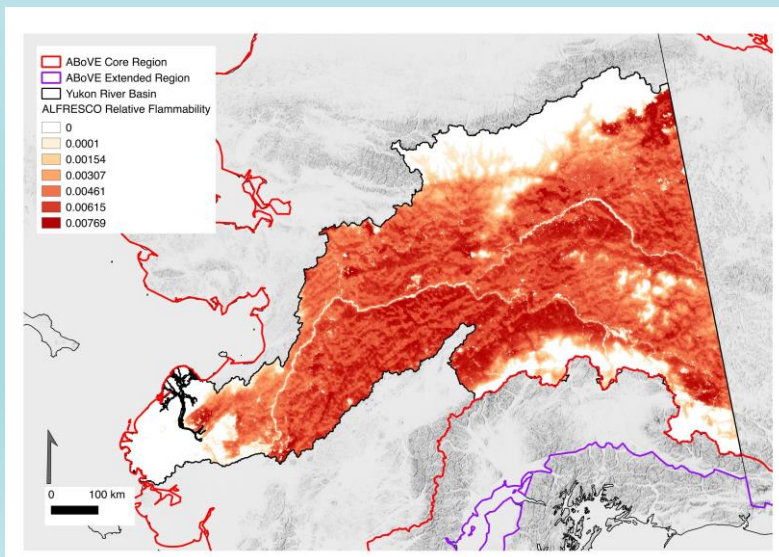 ABoVE Core Region
ABoVE Extended Region
Yukon River Basin
ALFRESCO Relative Flammability
0
0.0001
0.00154
0.00307
0.00461
0.00615
0.00769
0 100 km